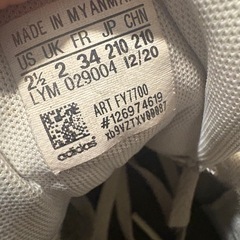 MADE IN MYANMAR
US UK FR JP CHN
2½ 2 34 210 210
LYM 029004 12/20
ART FY7700
#126974619
adidas